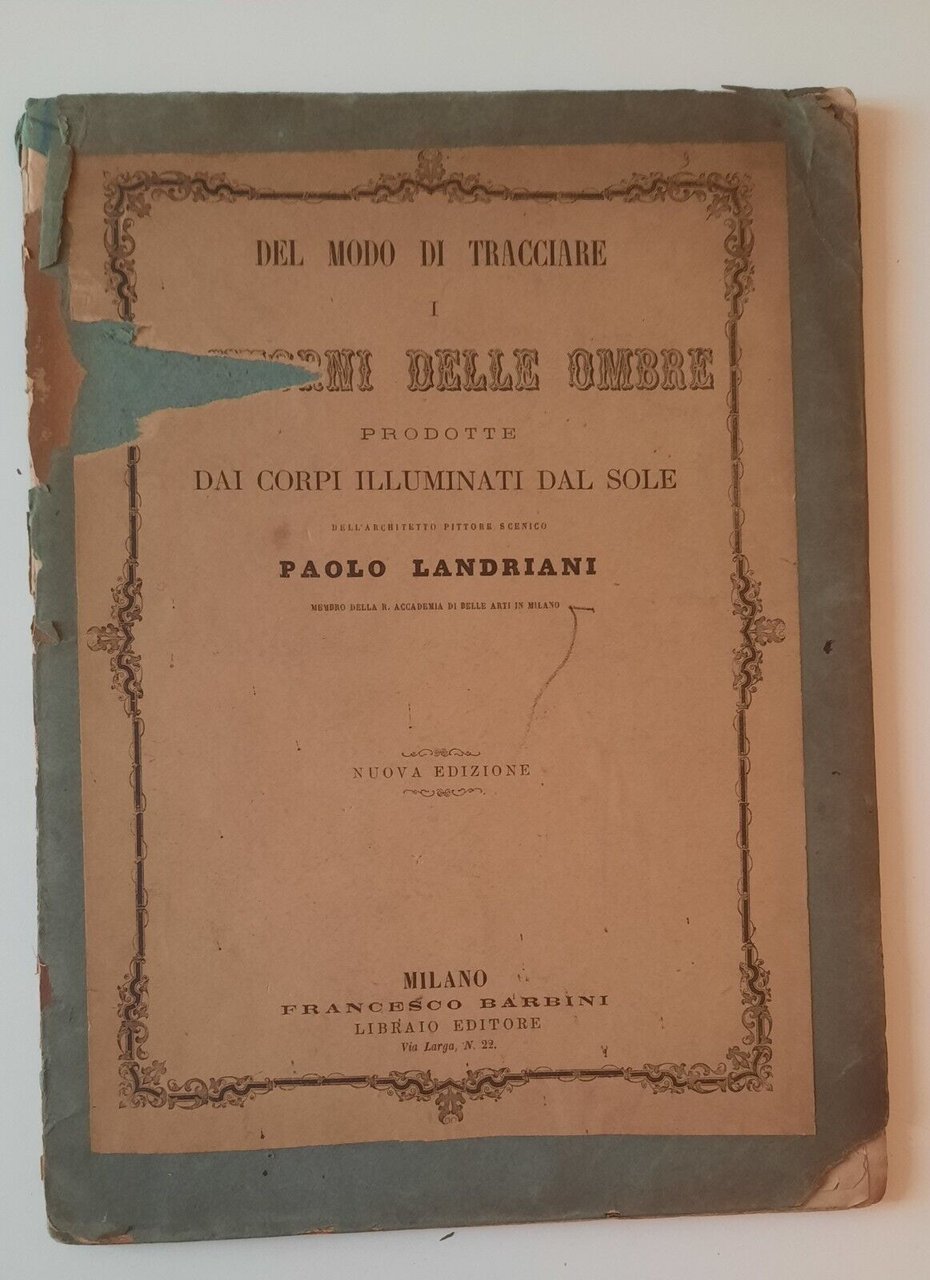 DEL MODO DI TRACCIARE
I
DELLE OMBRE
PRODOTTE
DAI CORPI ILLUMINATI DAL SOLE
DELL'ARCHITETTO PITTORE SCENICO
PAOLO LANDRIANI
MEMBRO DELLA R. ACCADEMIA DI BELLE ARTI IN MILANO
NUOVA EDIZIONE
MILANO
FRANCESCO BARBINI
LIBRAIO EDITORE
Via Larga, N. 22.